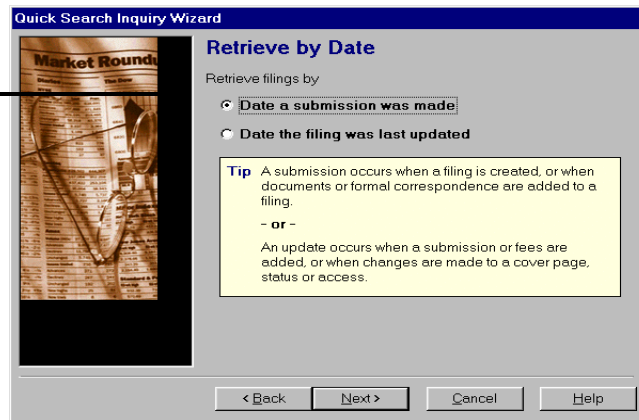 Quick Search Inquiry Wizard
Market Roundu
Retrieve by Date
Retrieve filings by
Date a submission was made
Date the filing was last updated
Tip A submission occurs when a filing is created, or when
documents or formal correspondence are added to a
filing.
- or -
An update occurs when a submission or fees are
added, or when changes are made to a cover page,
status or access.
< Back Next > Cancel Help